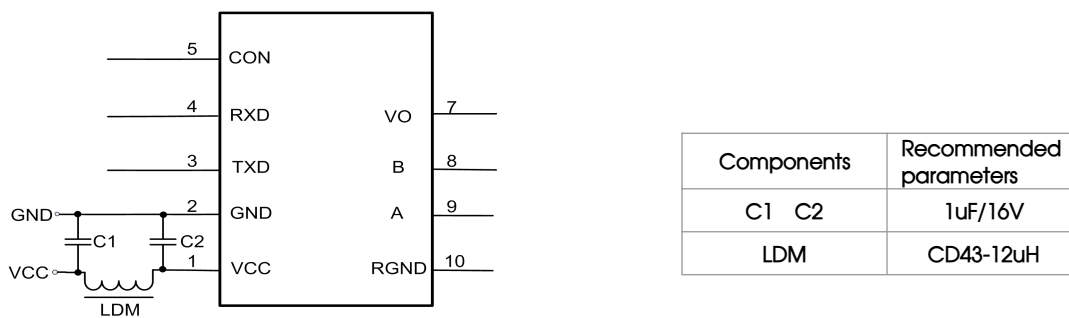 5
CON
4
RXD
VO
7
3
TXD
B
8
GND
2
GND
A
9
C1
C2
VCC
1
VCC
RGND
10
LDM
Components
Recommended
parameters
C1 C2
1uF/16V
LDM
CD43-12uH